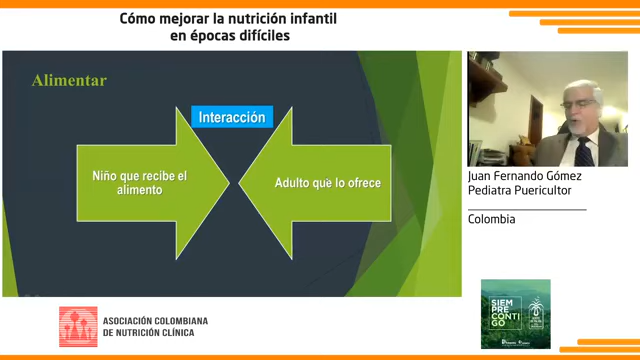 Cómo mejorar la nutrición infantil
en épocas difíciles
Alimentar
Interacción
Niño que recibe el
alimento
Adulto que lo ofrece
Juan Fernando Gómez
Pediatra Puericultor
Colombia
ASOCIACIÓN COLOMBIANA
DE NUTRICIÓN CLÍNICA
SIEM
PRE
CONTI
GO